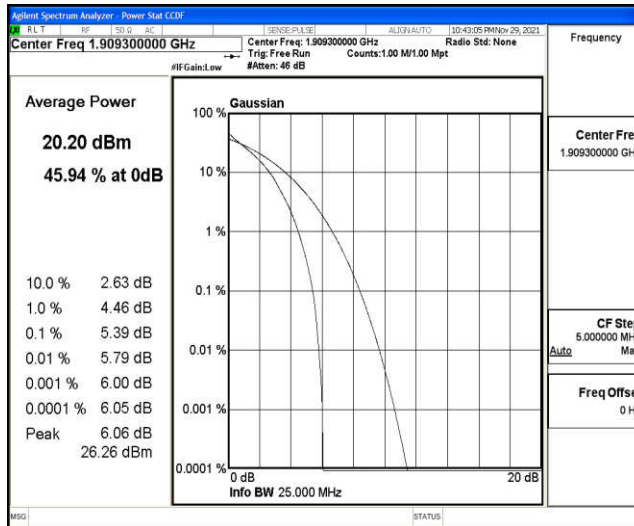 Agilent Spectrum Analyzer - Power Stat CCDF
R L T RF 50 Ω AC SENSE:PULSE ALIGN AUTO 10:43:05 PM Nov 29, 2021
Center Freq 1.909300000 GHz
Center Freq: 1.909300000 GHz Radio Std: None
Trig: Free Run Counts:1.00 M/1.00 Mpt
#IFGain:Low #Atten: 46 dB
Frequency
Average Power
20.20 dBm
45.94 % at 0dB
10.0 % 2.63 dB
1.0 % 4.46 dB
0.1 % 5.39 dB
0.01 % 5.79 dB
0.001 % 6.00 dB
0.0001 % 6.05 dB
Peak 6.06 dB
26.26 dBm
Gaussian
100 %
10 %
1 %
0.1 %
0.01 %
0.001 %
0.0001 %
0 dB 20 dB
Info BW 25.000 MHz
Center Fre
1.909300000 GH
CF Ste
5.000000 MH
Auto Ma
Freq Offse
0 H
MSG STATUS